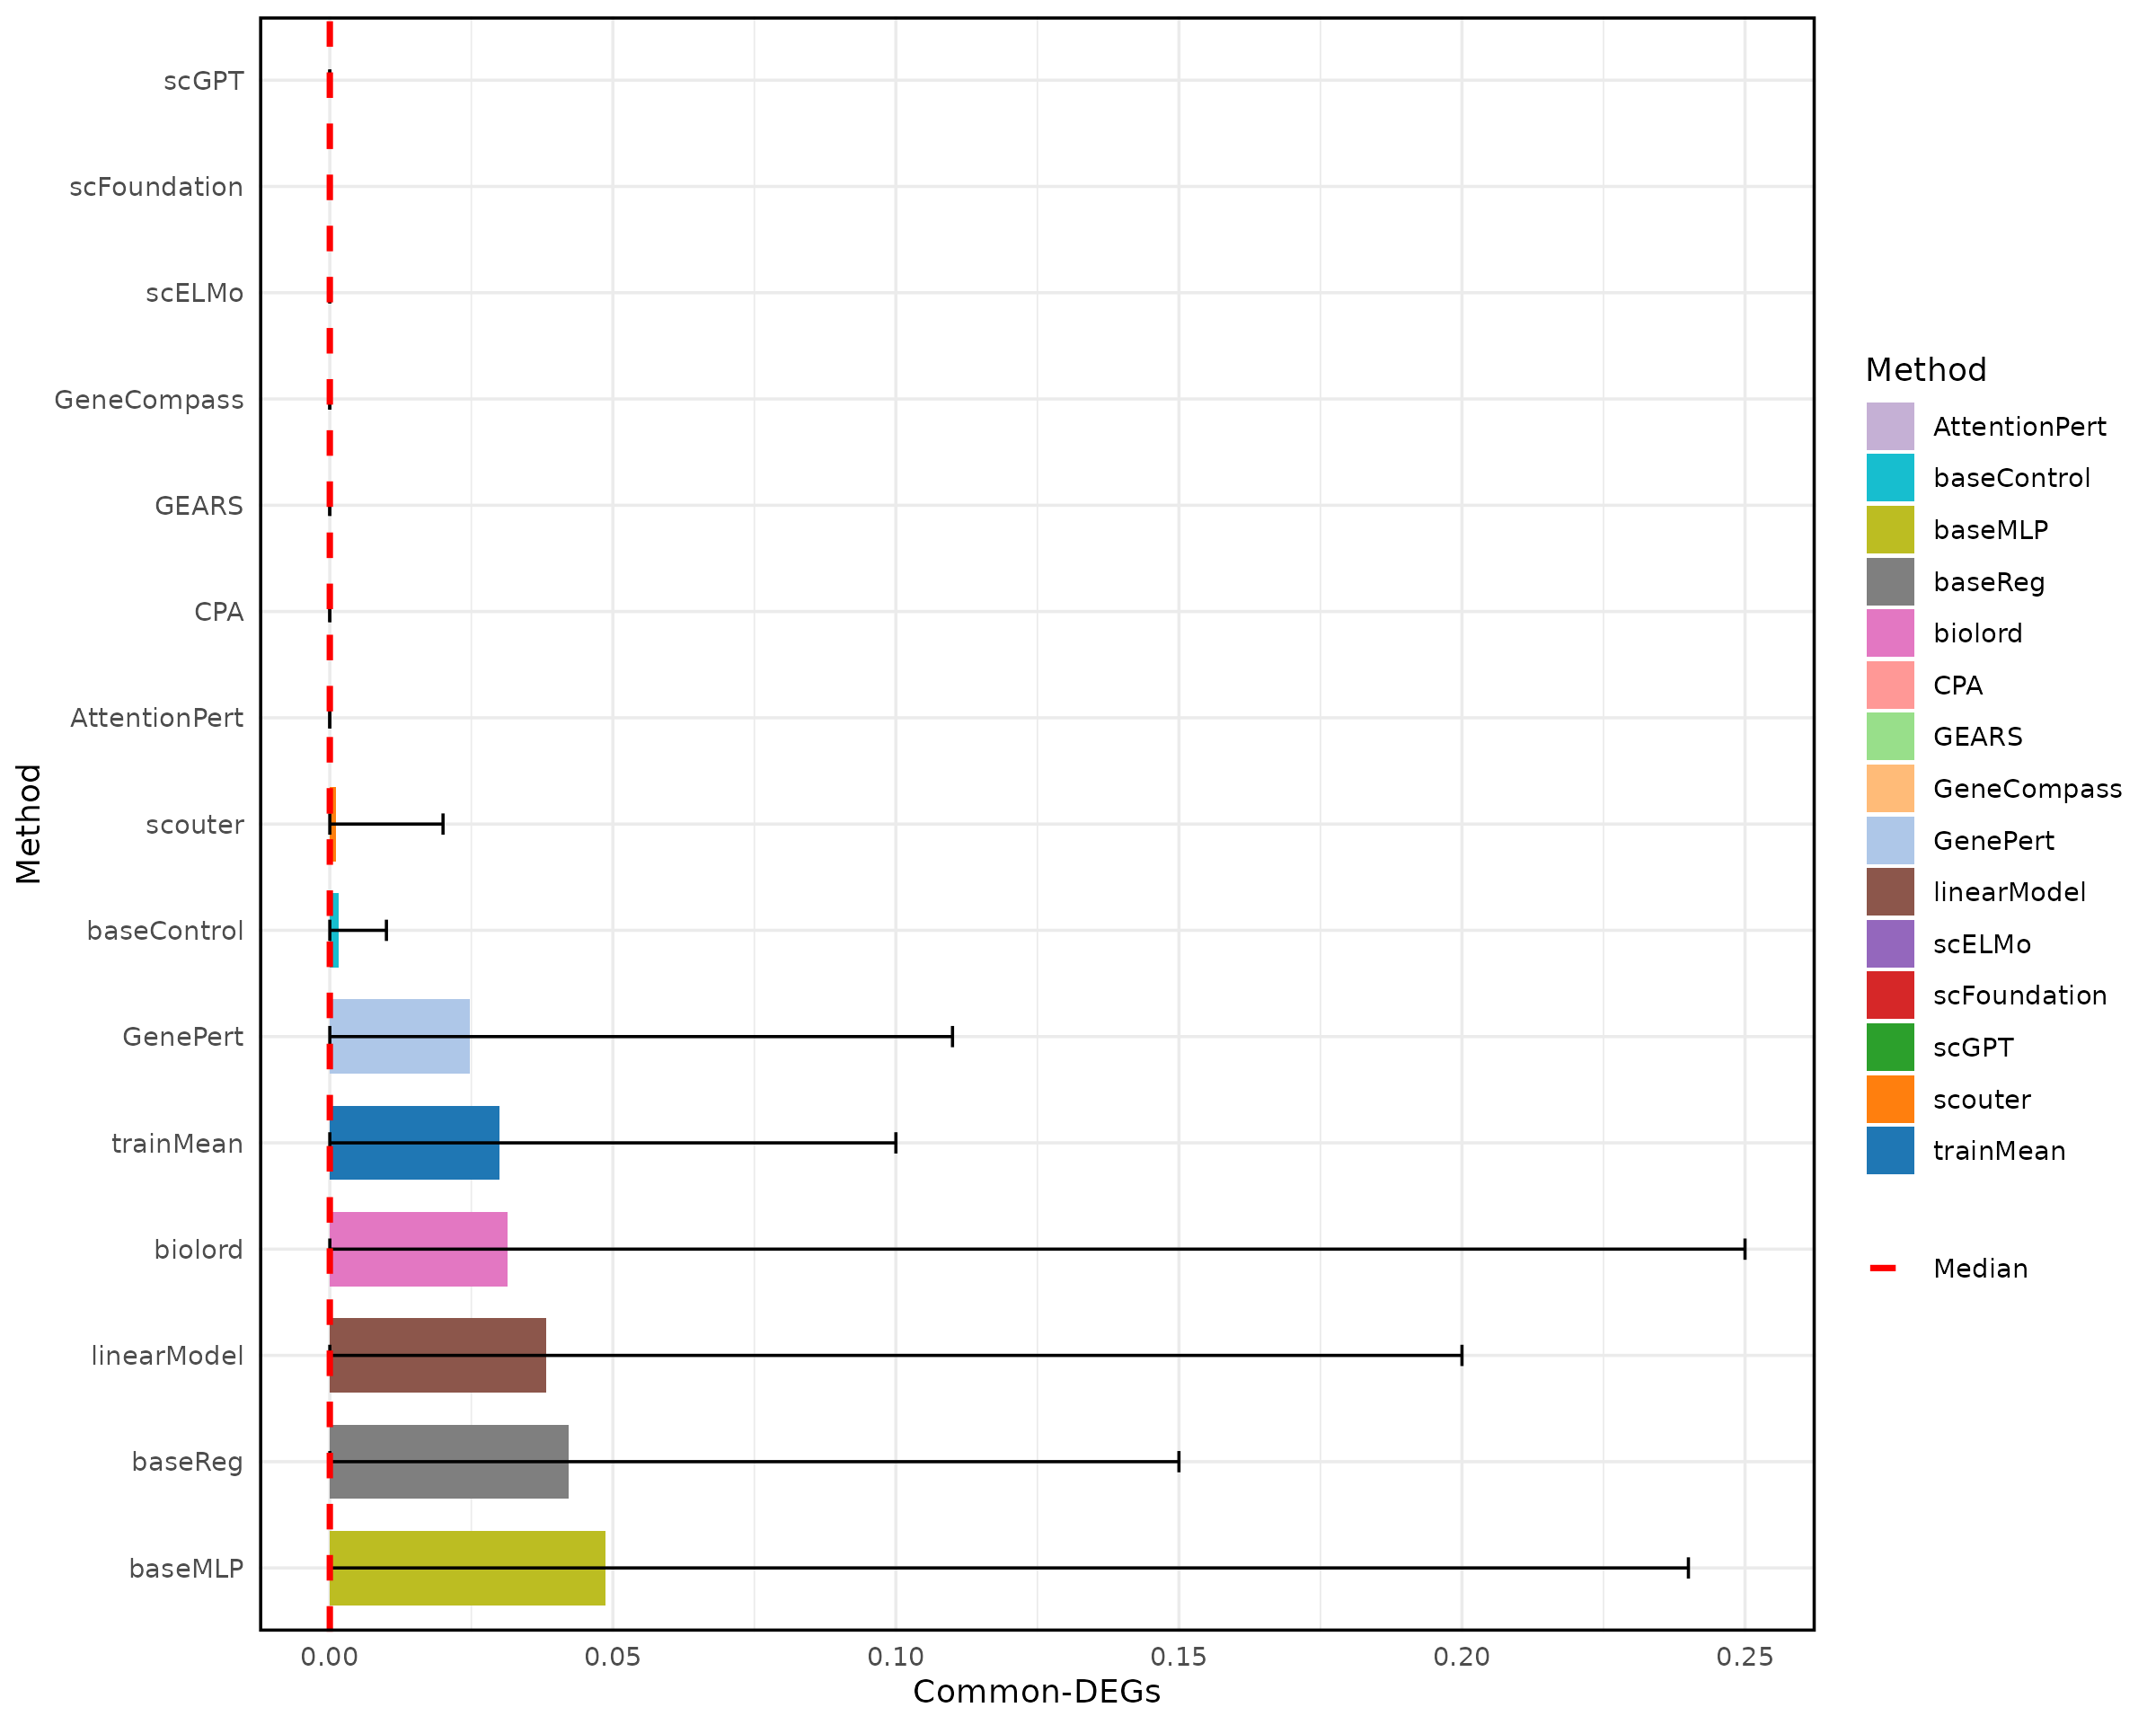 scGPT
scFoundation
scELMo
GeneCompass
GEARS
CPA
AttentionPert
scouter
baseControl
GenePert
trainMean
biolord
linearModel
baseReg
baseMLP
Method
0.00 0.05 0.10 0.15 0.20 0.25
Common-DEGs
Method
AttentionPert
baseControl
baseMLP
baseReg
biolord
CPA
GEARS
GeneCompass
GenePert
linearModel
scELMo
scFoundation
scGPT
scouter
trainMean
Median